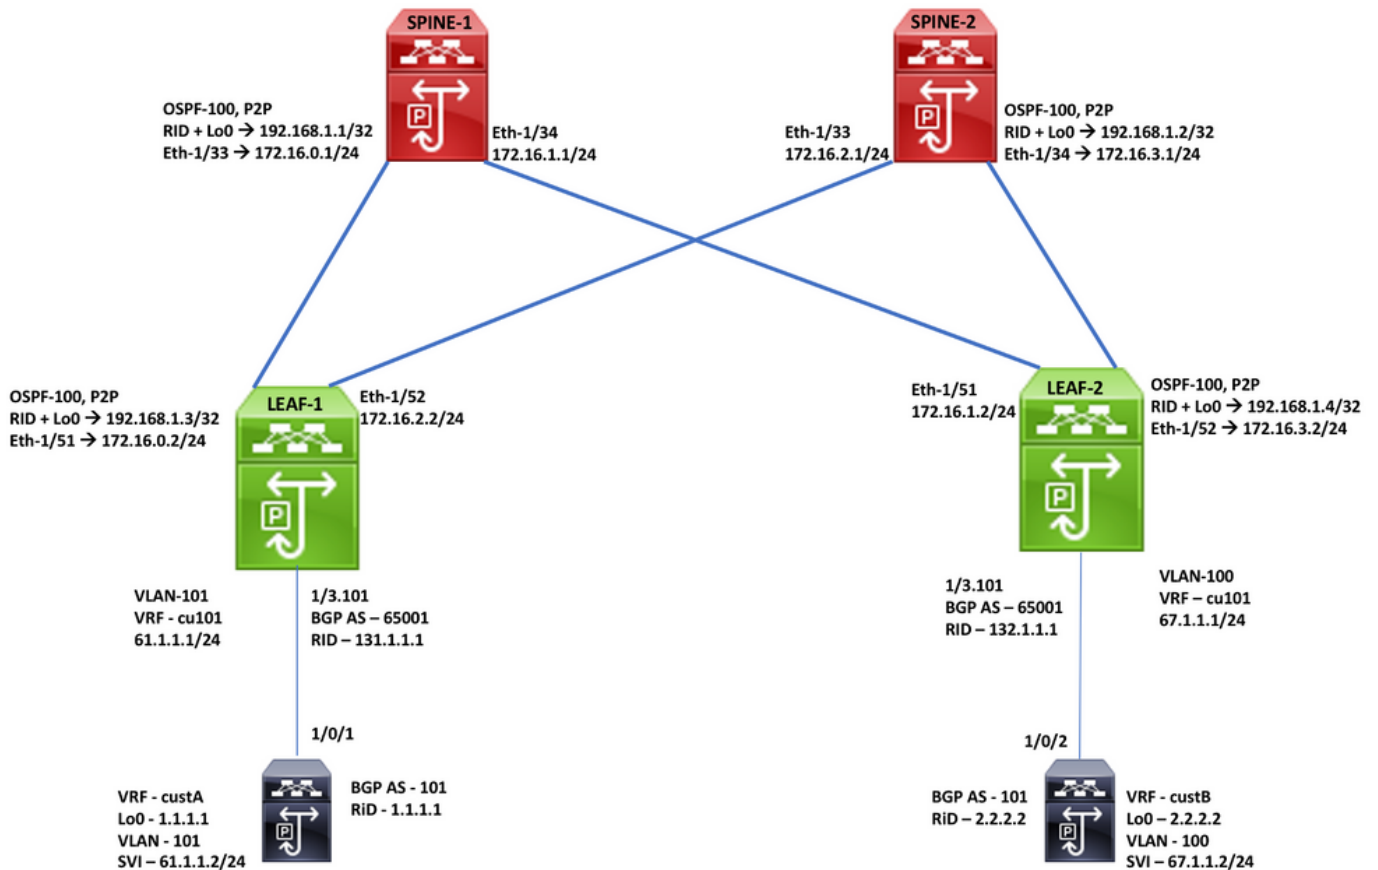 SPINE-1
SPINE-2
OSPF-100, P2P
RID + Lo0 → 192.168.1.1/32
Eth-1/33 → 172.16.0.1/24
P
Eth-1/34
172.16.1.1/24
Eth-1/33
172.16.2.1/24
P
OSPF-100, P2P
RID + Lo0 → 192.168.1.2/32
Eth-1/34 → 172.16.3.1/24
OSPF-100, P2P
RID + Lo0 → 192.168.1.3/32
Eth-1/51 → 172.16.0.2/24
LEAF-1
P
Eth-1/52
172.16.2.2/24
Eth-1/51
172.16.1.2/24
LEAF-2
P
OSPF-100, P2P
RID + Lo0 → 192.168.1.4/32
Eth-1/52 → 172.16.3.2/24
VLAN-101
VRF - cu101
61.1.1.1/24
1/3.101
BGP AS – 65001
RID – 131.1.1.1
1/3.101
BGP AS – 65001
RID – 132.1.1.1
VLAN-100
VRF – cu101
67.1.1.1/24
1/0/1
1/0/2
VRF - custA
Lo0 - 1.1.1.1
VLAN - 101
SVI – 61.1.1.2/24
P
BGP AS - 101
RiD - 1.1.1.1
BGP AS - 101
RiD – 2.2.2.2
P
VRF - custB
Lo0 – 2.2.2.2
VLAN - 100
SVI – 67.1.1.2/24